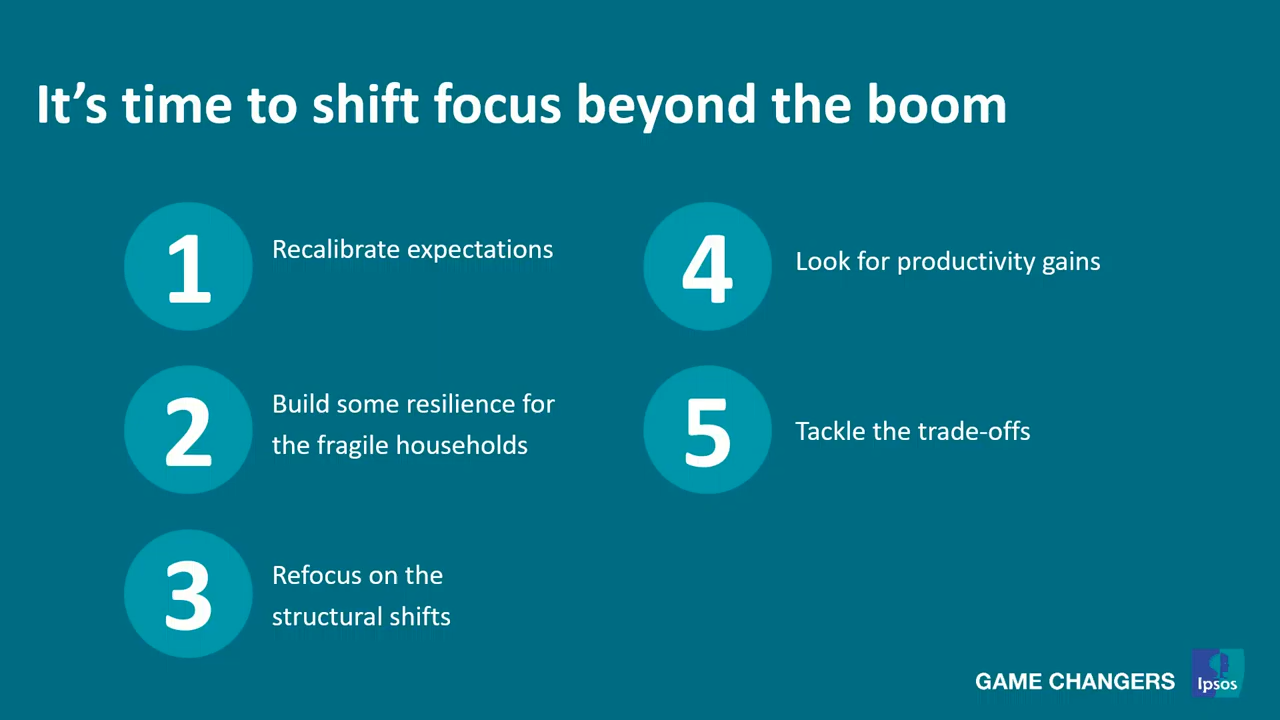 It’s time to shift focus beyond the boom
1
Recalibrate expectations
2
Build some resilience for
the fragile households
3
Refocus on the
structural shifts
4
Look for productivity gains
5
Tackle the trade-offs
GAME CHANGERS
Ipsos